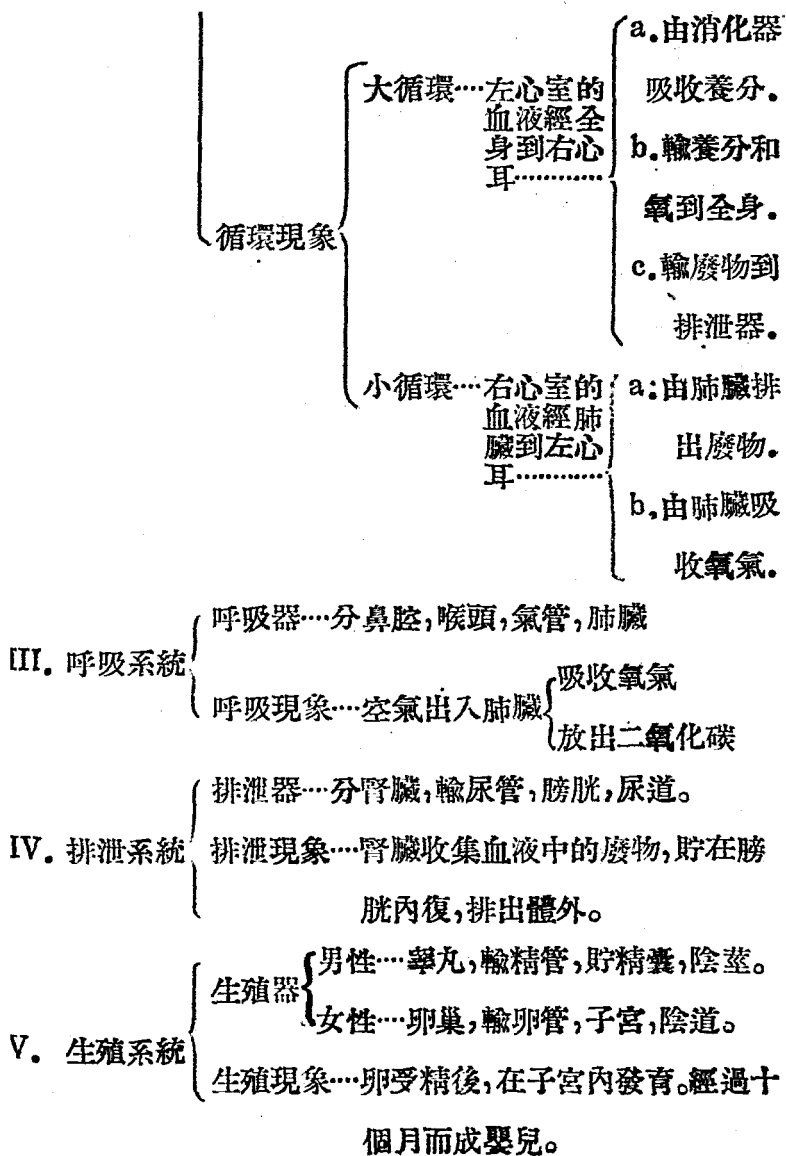 循環現象
大循環····左心室的
血液經全
身到右心
耳············
a.由消化器
吸收養分.
b.輸養分和
氧到全身.
c.輸廢物到
排泄器.
小循環····右心室的
血液經肺
臟到左心
耳············
a:由肺臟排
出廢物.
b.由肺臟吸
收氧氣.
III. 呼吸系統
呼吸器····分鼻腔,喉頭,氣管,肺臟
呼吸現象····空氣出入肺臟
吸收氧氣
放出二氧化碳
IV. 排泄系統
排泄器····分腎臟,輸尿管,膀胱,尿道。
排泄現象····腎臟收集血液中的廢物,貯在膀
胱內復,排出體外。
V. 生殖系統
生殖器
男性····睾丸,輸精管,貯精囊,陰莖。
女性····卵巢,輸卵管,子宮,陰道。
生殖現象····卵受精後,在子宮內發育。經過十
個月而成嬰兒。